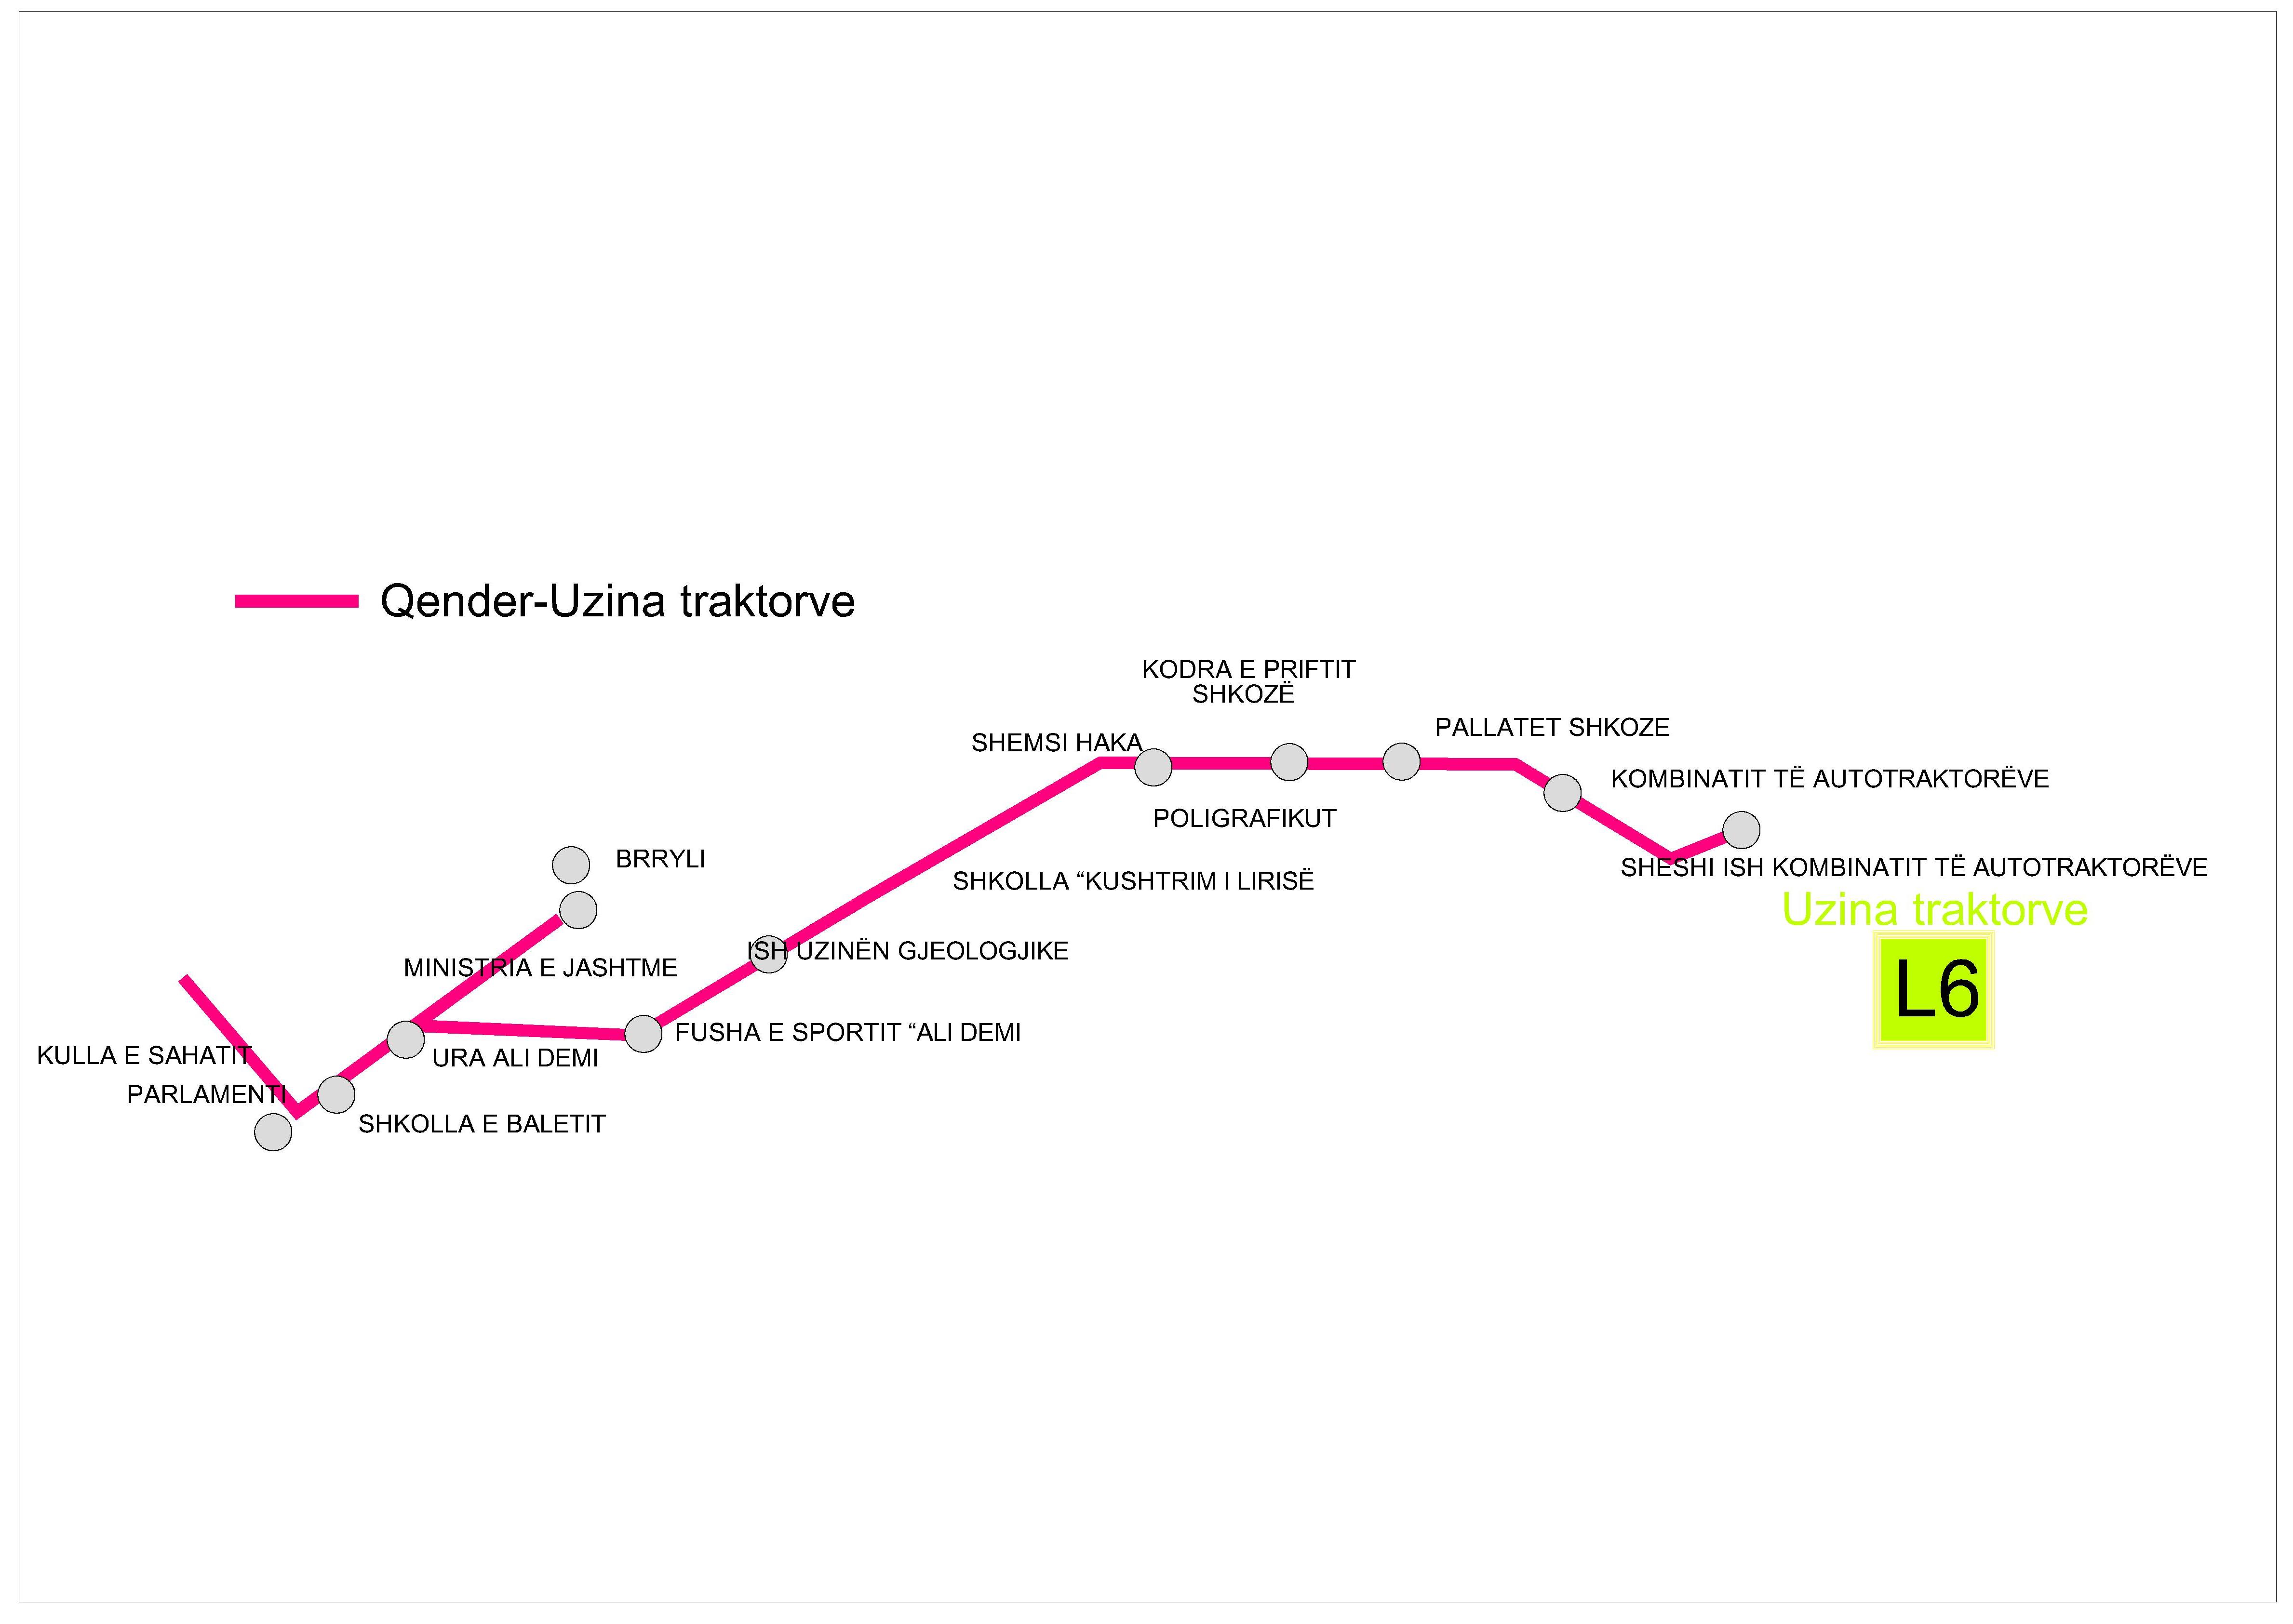 Qender-Uzina traktorve
KODRA E PRIFTIT
SHKOZË
PALLATET SHKOZE
SHEMSI HAKA
KOMBINATIT TË AUTOTRAKTORËVE
POLIGRAFIKUT
BRRYLI
SHESHI ISH KOMBINATIT TË AUTOTRAKTORËVE
SHKOLLA “KUSHTRIM I LIRISË
Uzina traktorve
ISH UZINËN GJEOLOGJIKE
MINISTRIA E JASHTME
L6
FUSHA E SPORTIT “ALI DEMI
KULLA E SAHATIT
URA ALI DEMI
PARLAMENTI
SHKOLLA E BALETIT